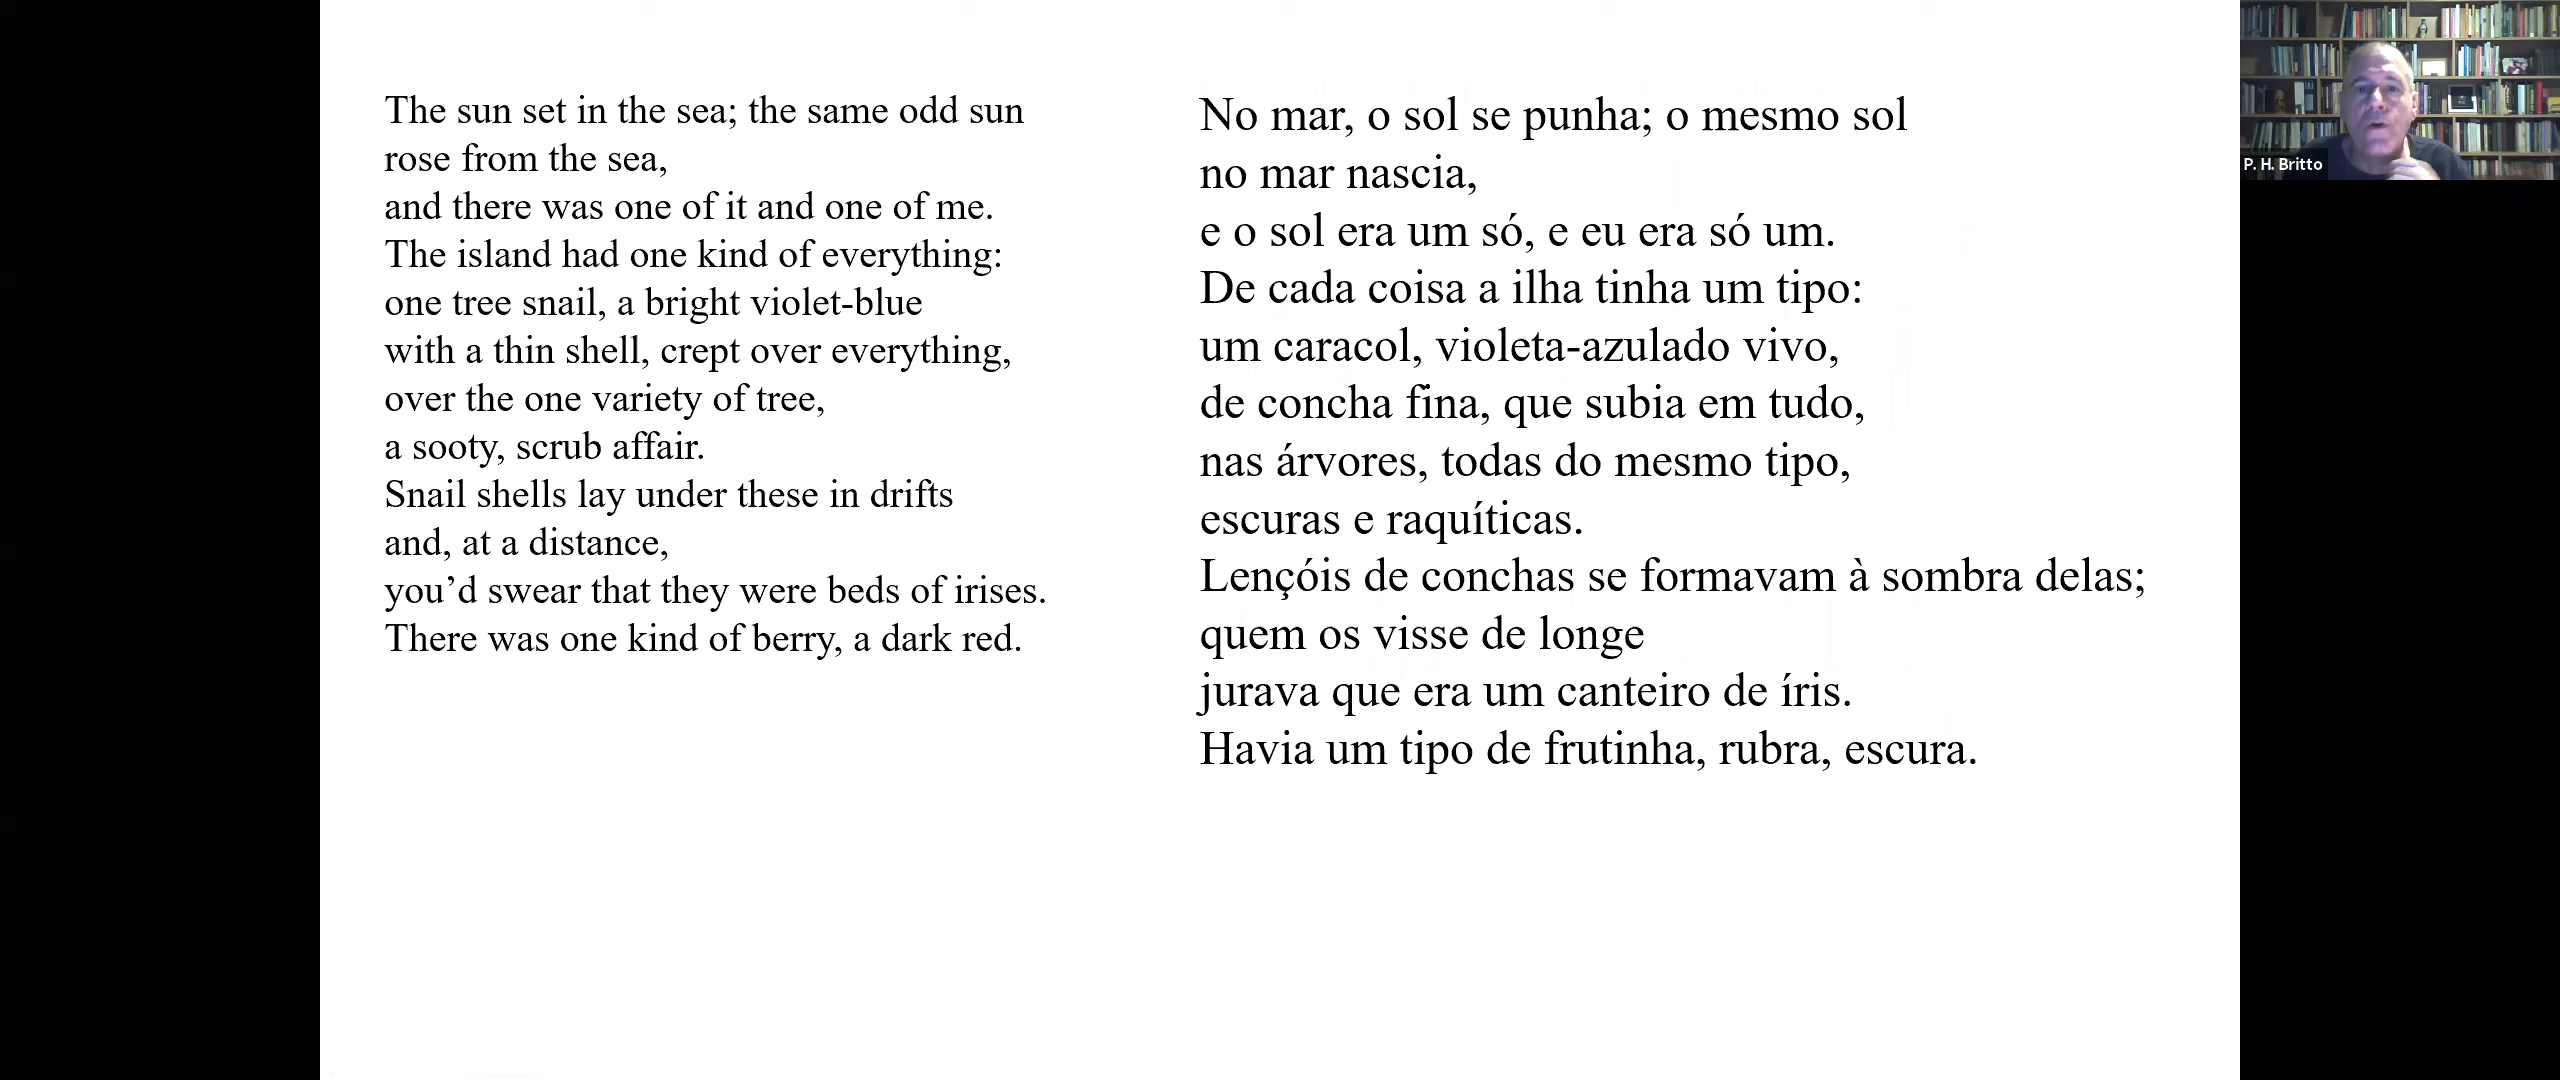 The sun set in the sea; the same odd sun
rose from the sea,
and there was one of it and one of me.
The island had one kind of everything:
one tree snail, a bright violet-blue
with a thin shell, crept over everything,
over the one variety of tree,
a sooty, scrub affair.
Snail shells lay under these in drifts
and, at a distance,
you’d swear that they were beds of irises.
There was one kind of berry, a dark red.
No mar, o sol se punha; o mesmo sol
no mar nascia,
e o sol era um só, e eu era só um.
De cada coisa a ilha tinha um tipo:
um caracol, violeta-azulado vivo,
de concha fina, que subia em tudo,
nas árvores, todas do mesmo tipo,
escuras e raquíticas.
Lençóis de conchas se formavam à sombra delas;
quem os visse de longe
jurava que era um canteiro de íris.
Havia um tipo de frutinha, rubra, escura.
P. H. Britto